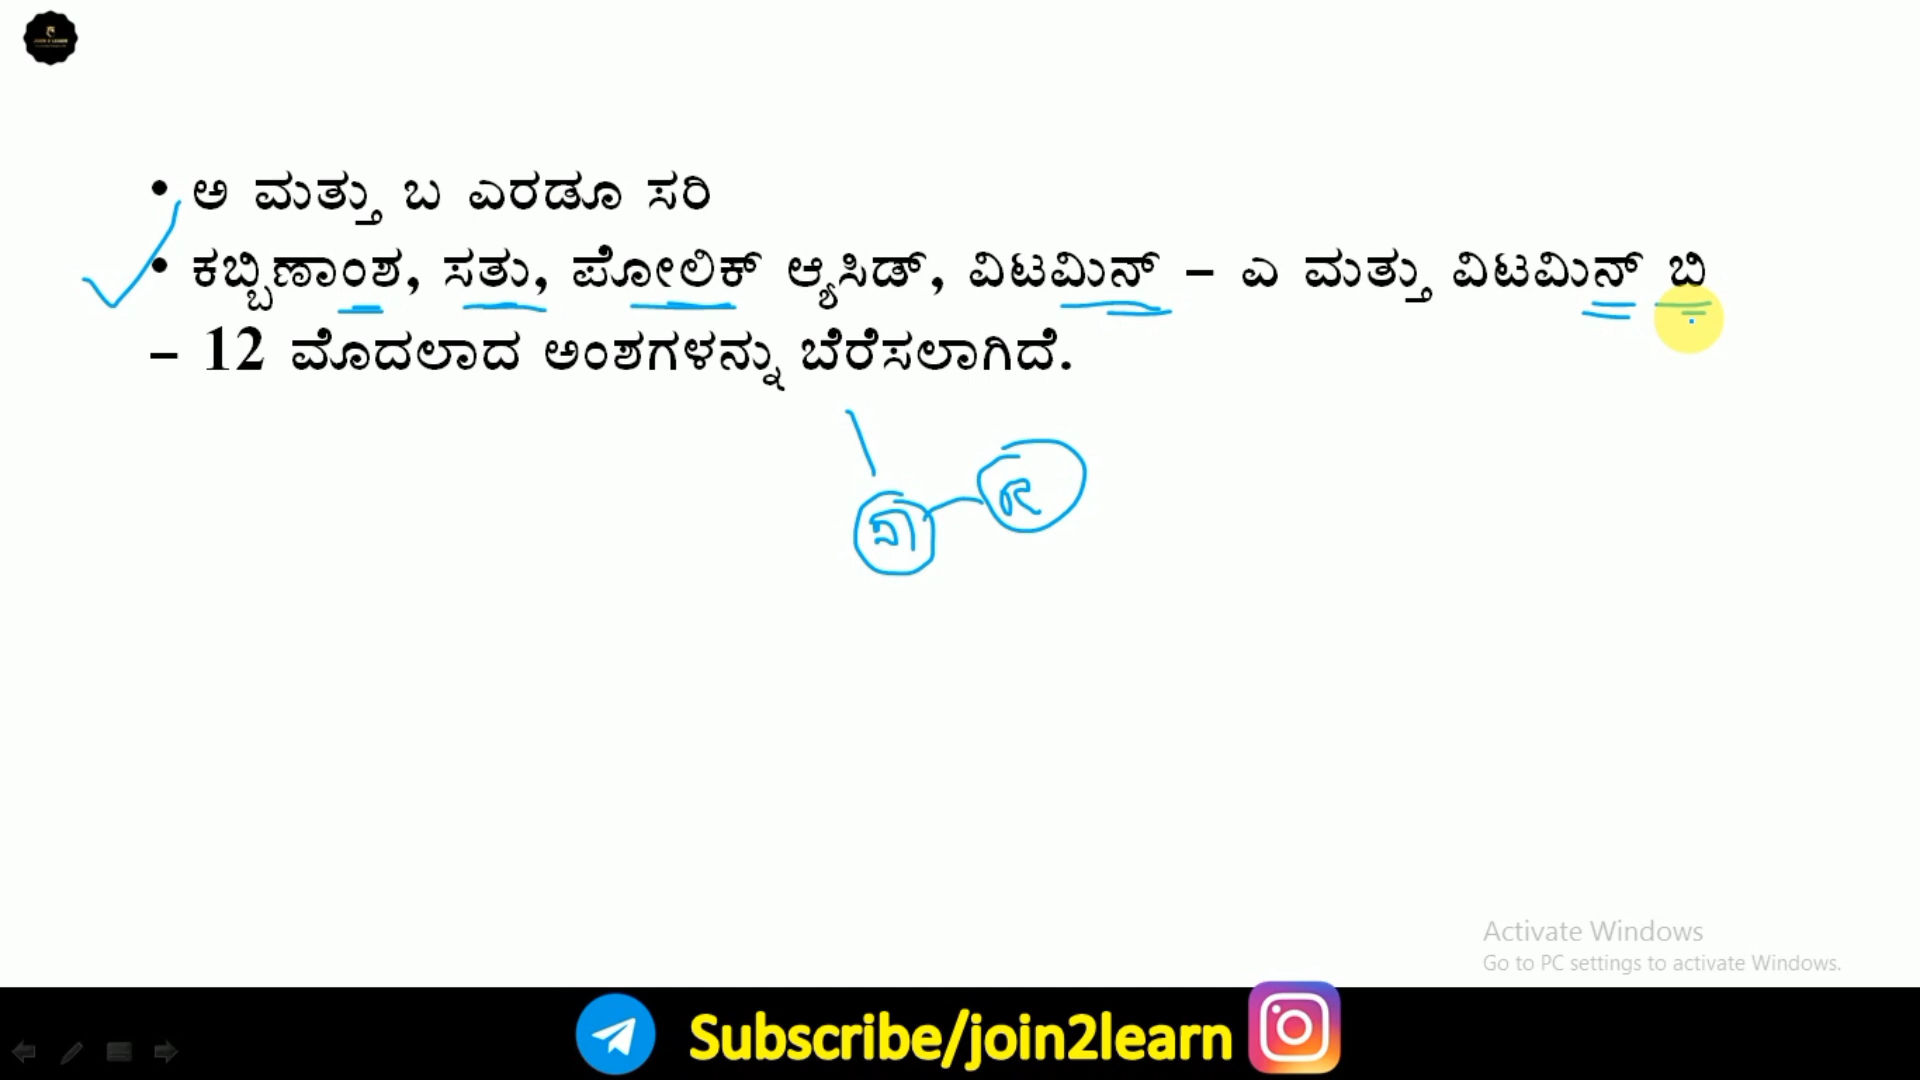 • ಅ ಮತ್ತು ಬ ಎರಡೂ ಸರಿ
• ಕಬ್ಬಿಣಾಂಶ, ಸತು, ಪೋಲಿಕ್ ಆ್ಯಸಿಡ್, ವಿಟಮಿನ್ – ಎ ಮತ್ತು ವಿಟಮಿನ್ ಬಿ
– 12 ಮೊದಲಾದ ಅಂಶಗಳನ್ನು ಬೆರೆಸಲಾಗಿದೆ.
Activate Windows
Go to PC settings to activate Windows.
Subscribe/join2learn